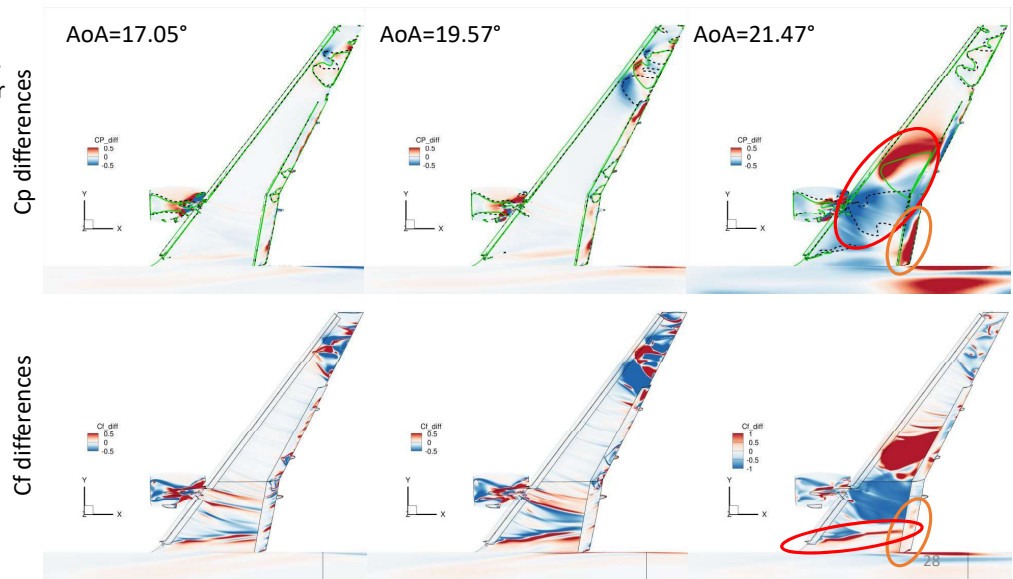 AoA=17.05°
AoA=19.57°
AoA=21.47°
Cp differences
CP_diff
0.5
0
-0.5
Y
X
CP_diff
0.5
0
-0.5
Y
X
CP_diff
0.5
0
-0.5
Y
X
Cf differences
Cf_diff
0.5
0
-0.5
Y
X
Cf_diff
0.5
0
-0.5
Y
X
Cf_diff
1
0.5
0
-0.5
-1
Y
X
28